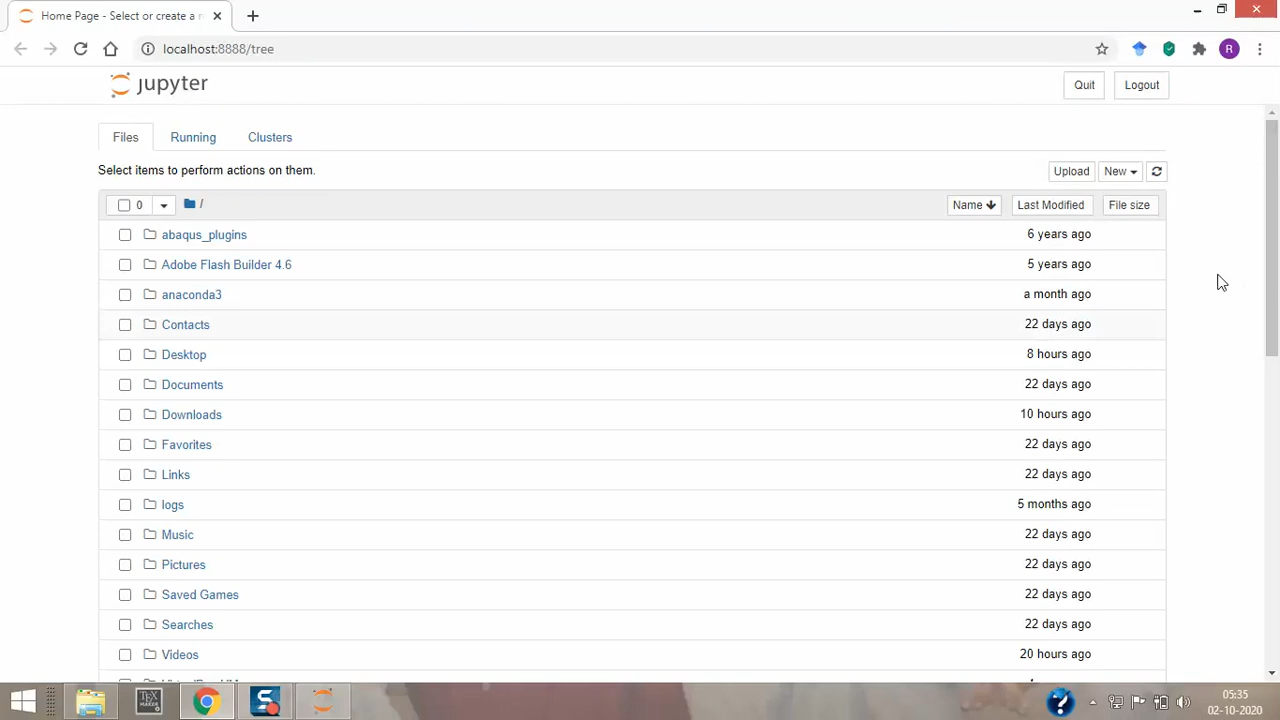 Home Page - Select or create a n
localhost:8888/tree
R
jupyter
Quit
Logout
Files
Running
Clusters
Select items to perform actions on them.
Upload
New
0
/
Name
Last Modified
File size
abaqus_plugins
6 years ago
Adobe Flash Builder 4.6
5 years ago
anaconda3
a month ago
Contacts
22 days ago
Desktop
8 hours ago
Documents
22 days ago
Downloads
10 hours ago
Favorites
22 days ago
Links
22 days ago
logs
5 months ago
Music
22 days ago
Pictures
22 days ago
Saved Games
22 days ago
Searches
22 days ago
Videos
20 hours ago
TEX
MAKER
S
?
05:35
02-10-2020